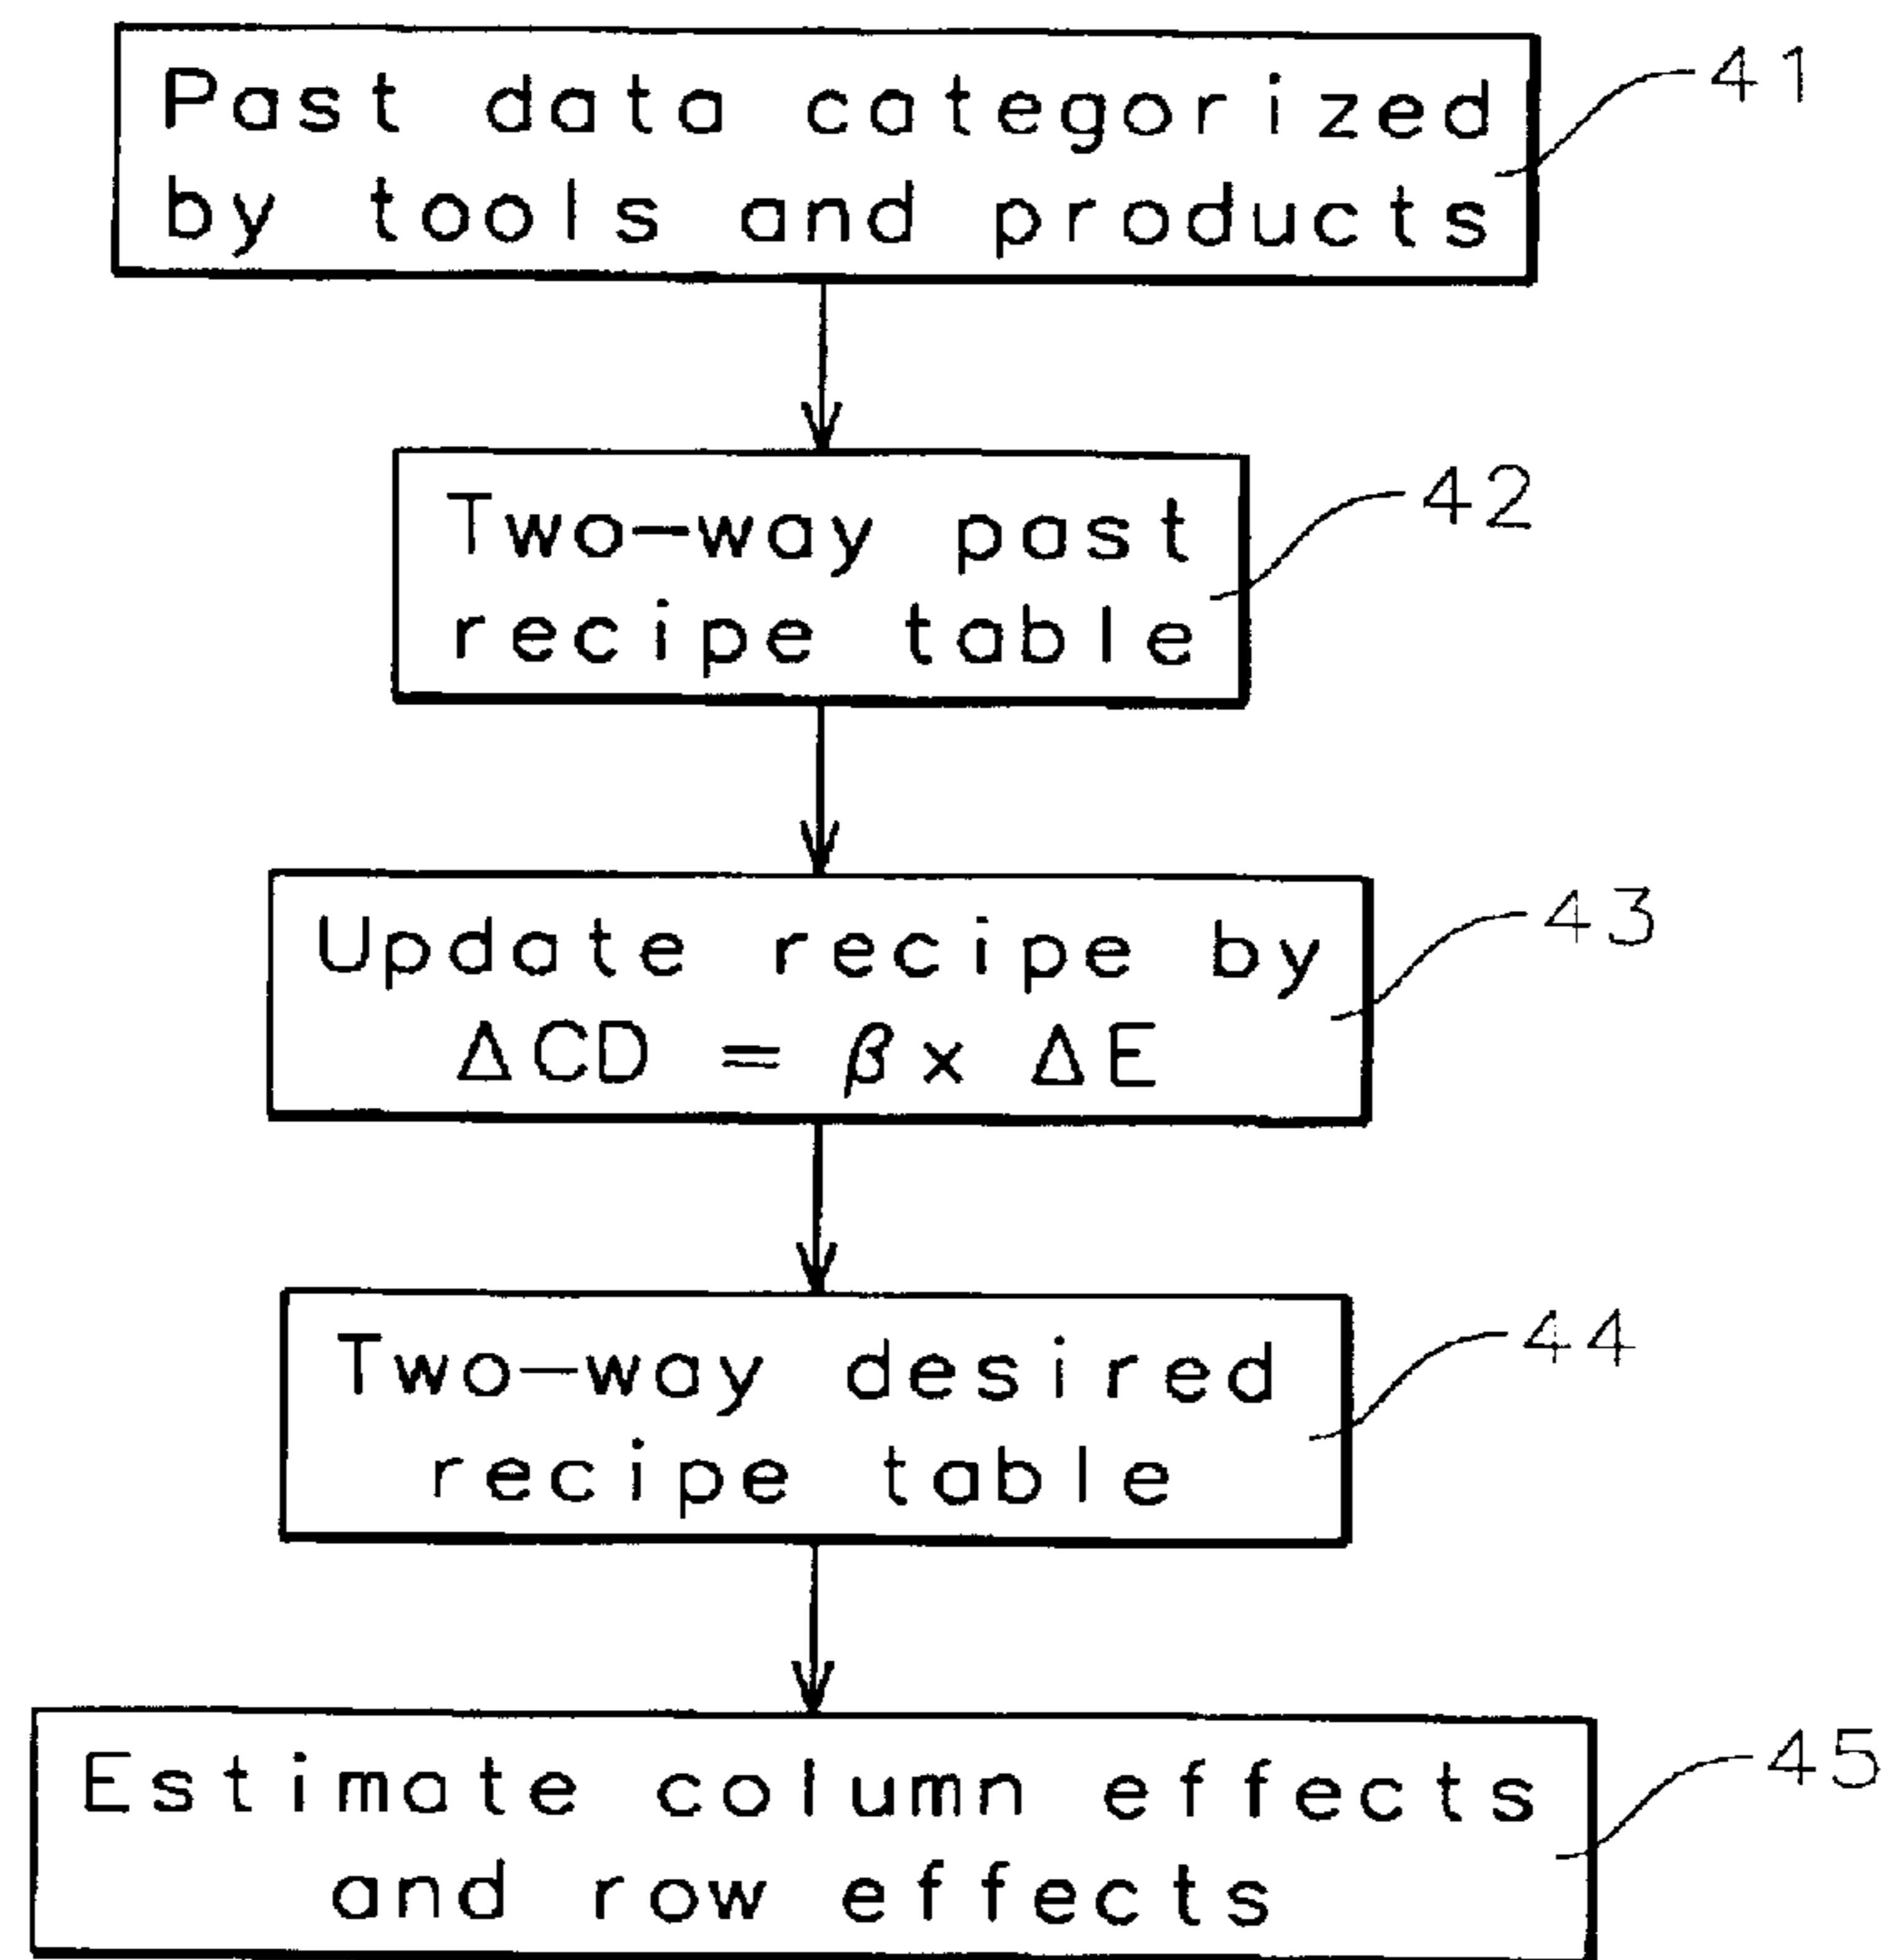 Past data categorized
by tools and products
41
Two-way past
recipe table
42
Update recipe by
ΔCD = β x ΔE
43
Two-way desired
recipe table
44
Estimate column effects
and row effects
45